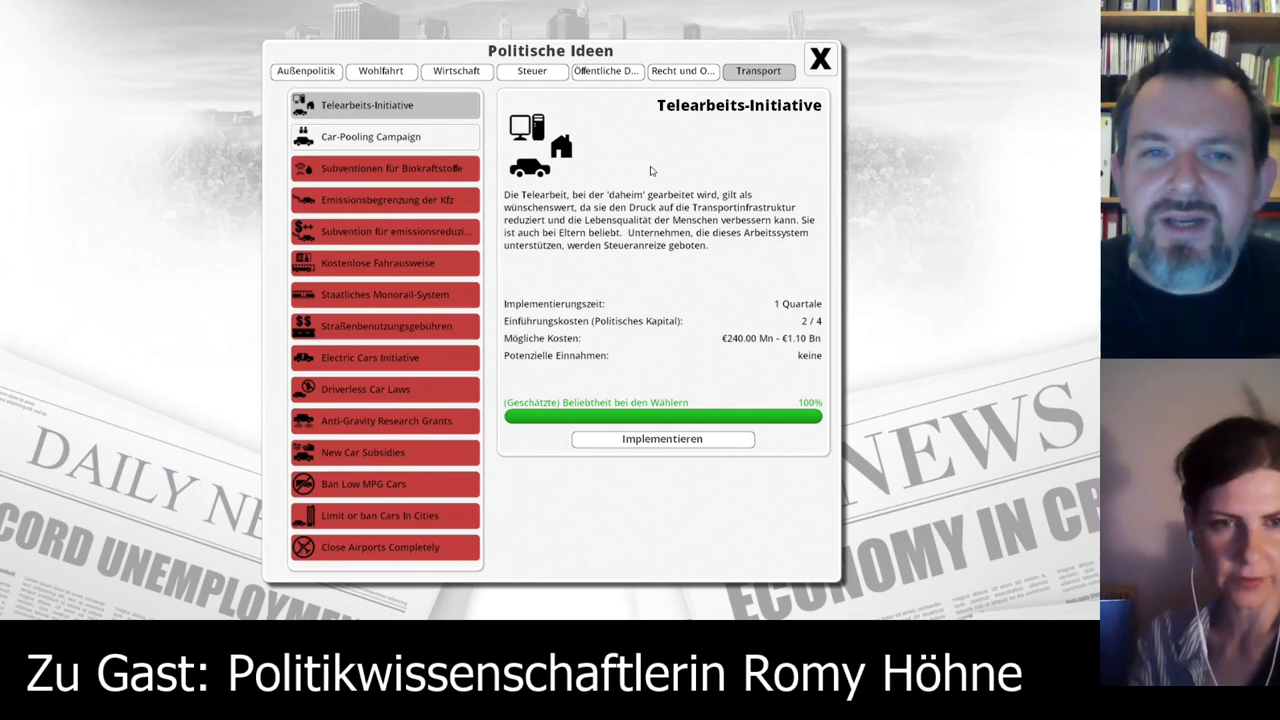 Politische Ideen
X
Außenpolitik
Wohlfahrt
Wirtschaft
Steuer
Öffentliche D...
Recht und O...
Transport
Telearbeits-Initiative
Car-Pooling Campaign
Subventionen für Biokraftstoffe
Emissionsbegrenzung der Kfz
Subvention für emissionsreduzi...
Kostenlose Fahrausweise
Staatliches Monorail-System
Straßenbenutzungsgebühren
Electric Cars Initiative
Driverless Car Laws
Anti-Gravity Research Grants
New Car Subsidies
Ban Low MPG Cars
Limit or ban Cars In Cities
Close Airports Completely
Telearbeits-Initiative
Die Telearbeit, bei der 'daheim' gearbeitet wird, gilt als
wünschenswert, da sie den Druck auf die Transportinfrastruktur
reduziert und die Lebensqualität der Menschen verbessern kann. Sie
ist auch bei Eltern beliebt. Unternehmen, die dieses Arbeitssystem
unterstützen, werden Steueranreize geboten.
Implementierungszeit: 1 Quartale
Einführungskosten (Politisches Kapital): 2 / 4
Mögliche Kosten: €240.00 Mn - €1.10 Bn
Potenzielle Einnahmen: keine
(Geschätzte) Beliebtheit bei den Wählern 100%
Implementieren
DAILY NE
CORD UNEMPLOYME
NEWS
ECONOMY IN CR
Zu Gast: Politikwissenschaftlerin Romy Höhne